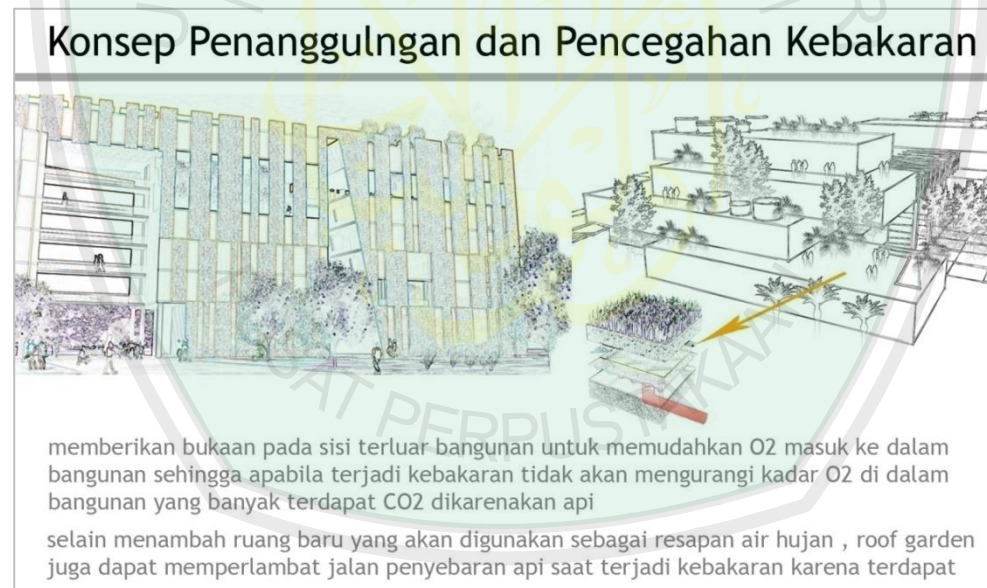 Konsep Penanggulngan dan Pencegahan Kebakaran
memberikan bukaan pada sisi terluar bangunan untuk memudahkan O2 masuk ke dalam
bangunan sehingga apabila terjadi kebakaran tidak akan mengurangi kadar O2 di dalam
bangunan yang banyak terdapat CO2 dikarenakan api
selain menambah ruang baru yang akan digunakan sebagai resapan air hujan , roof garden
juga dapat memperlambat jalan penyebaran api saat terjadi kebakaran karena terdapat